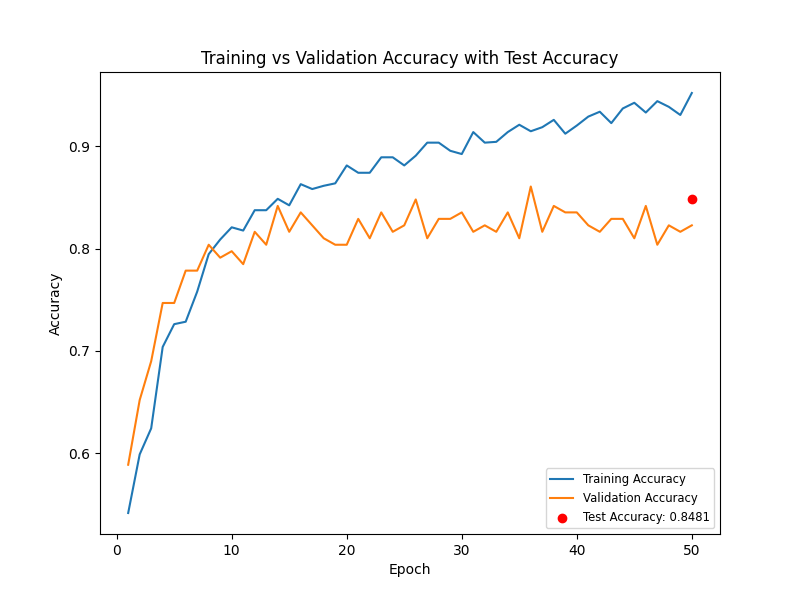 Training vs Validation Accuracy with Test Accuracy
Accuracy
0.9
0.8
0.7
0.6
0
10
20
30
40
50
Epoch
Training Accuracy
Validation Accuracy
Test Accuracy: 0.8481